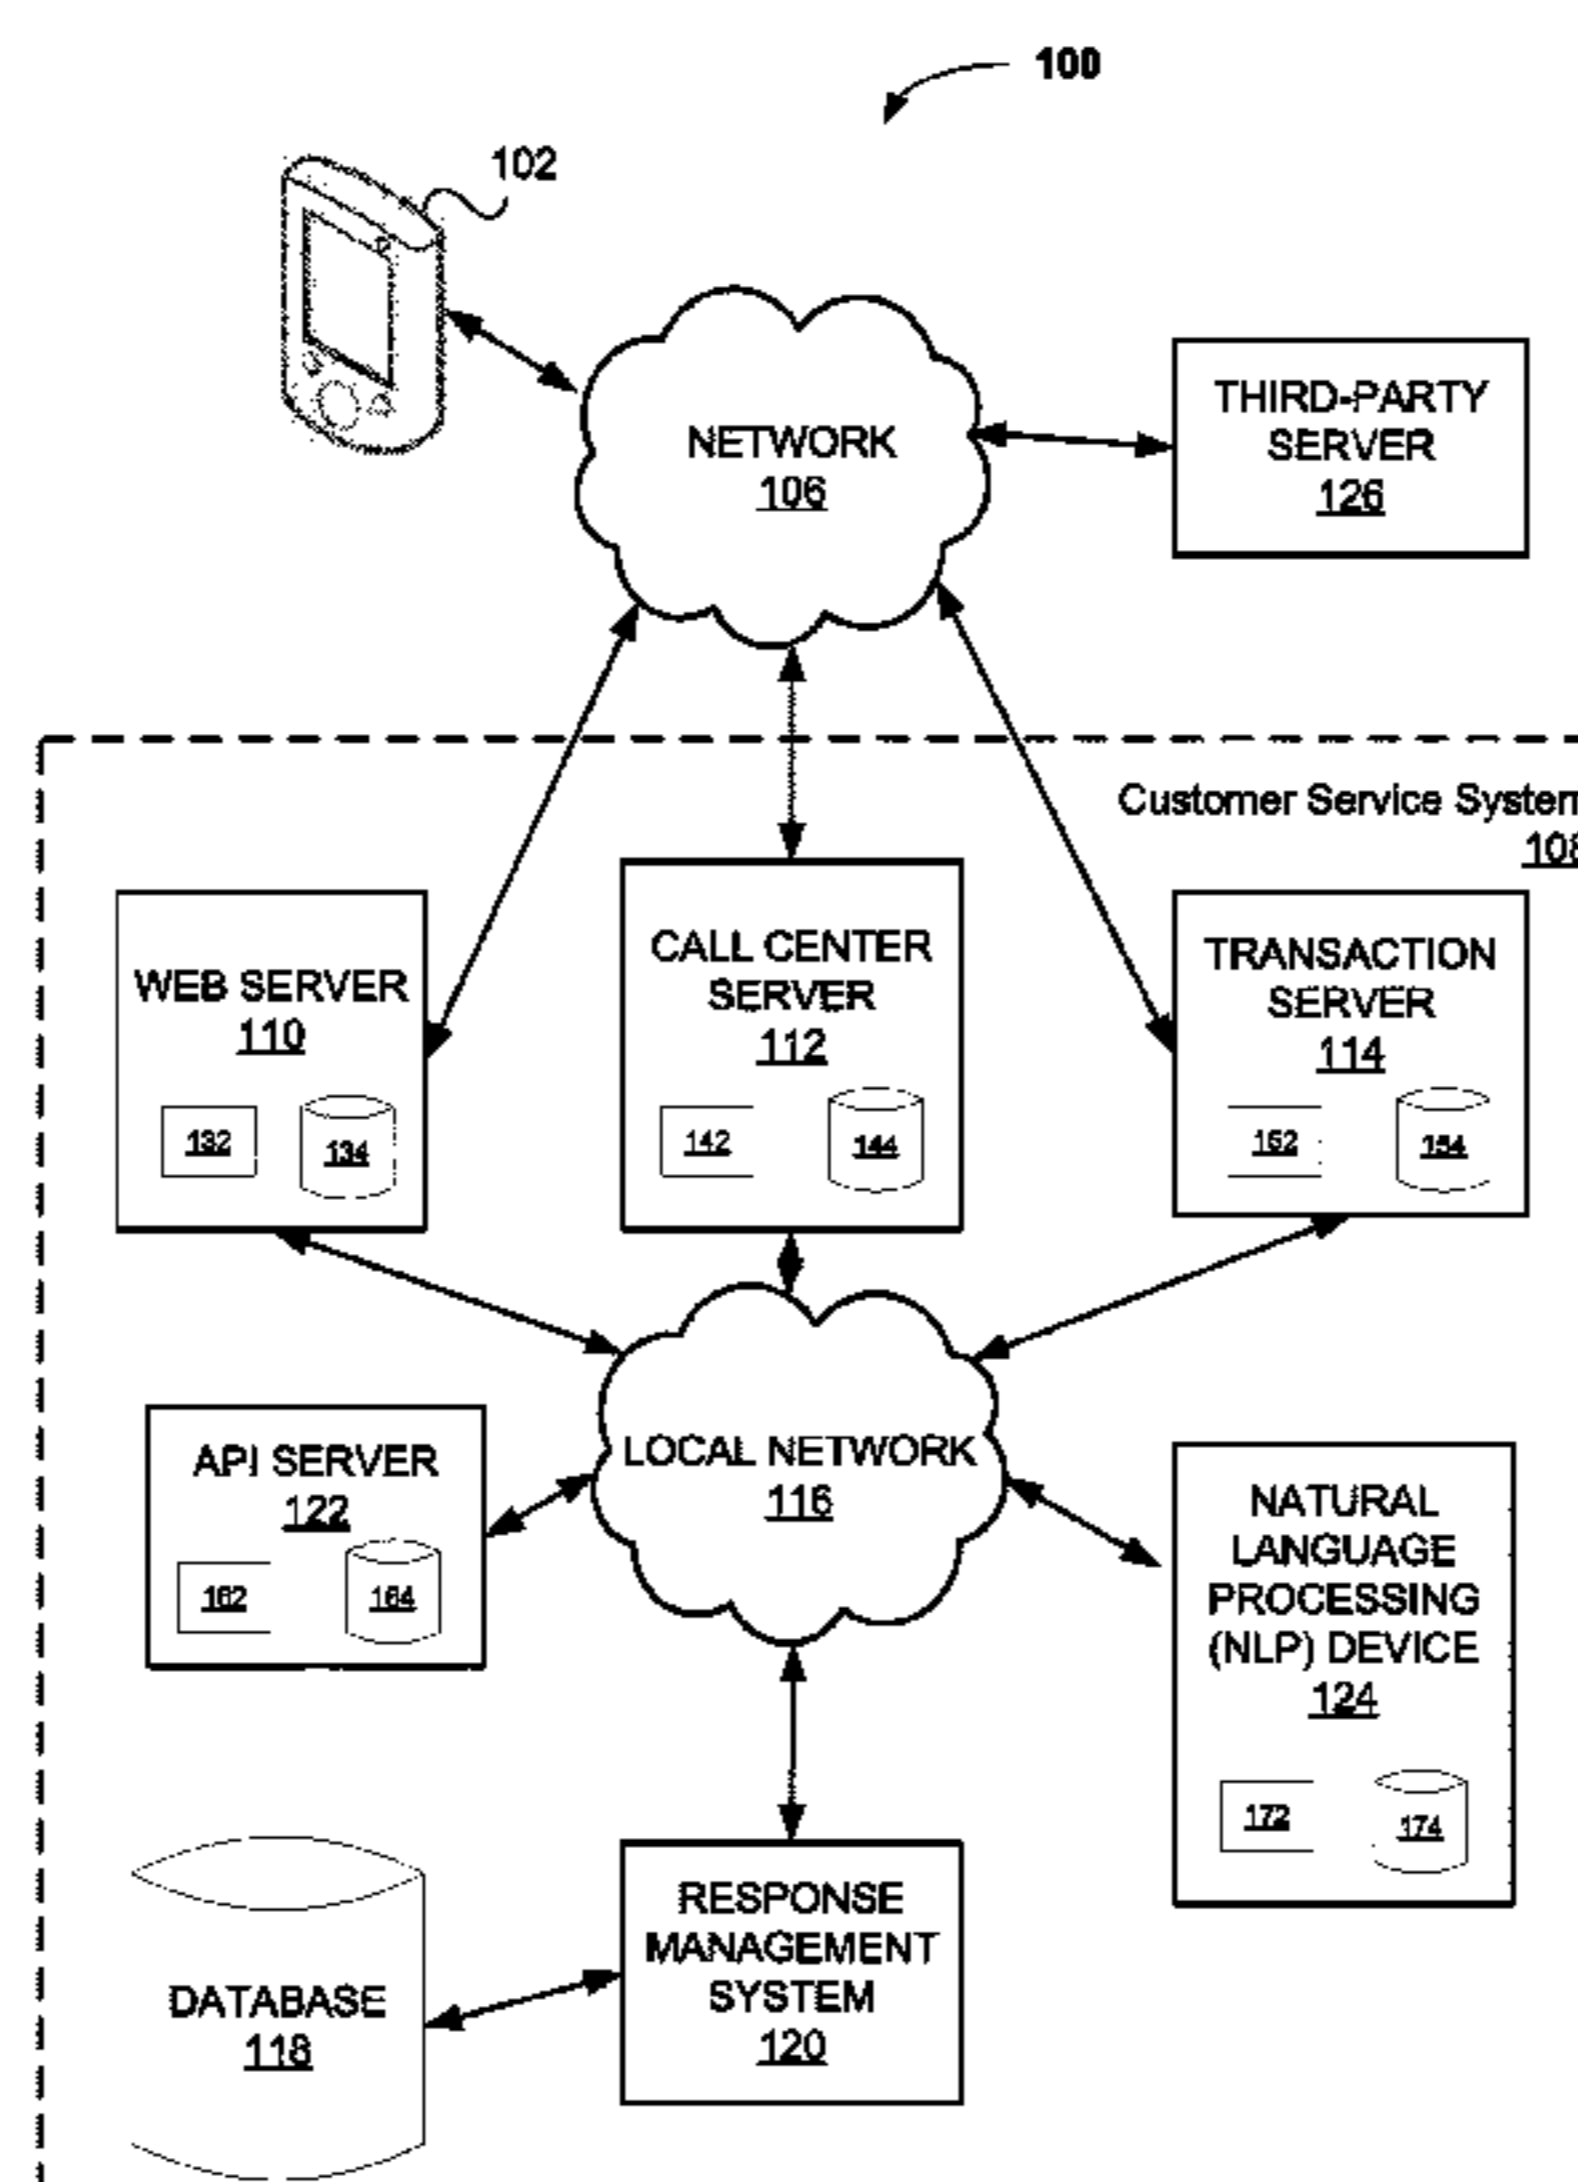 100
102
NETWORK
106
THIRD-PARTY
SERVER
126
Customer Service System
108
WEB SERVER
110
132
134
CALL CENTER
SERVER
112
142
144
TRANSACTION
SERVER
114
152
154
LOCAL NETWORK
116
API SERVER
122
162
164
NATURAL
LANGUAGE
PROCESSING
(NLP) DEVICE
124
172
174
DATABASE
118
RESPONSE
MANAGEMENT
SYSTEM
120